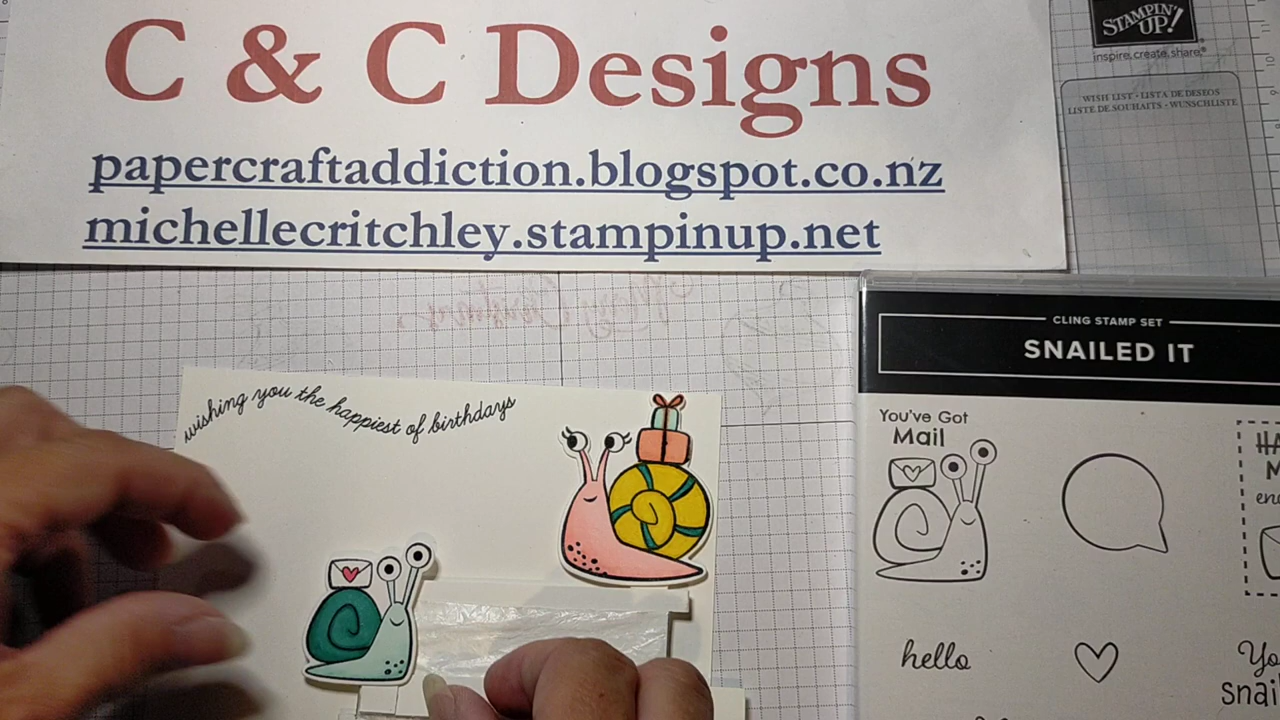 C & C Designs
papercraftaddiction.blogspot.co.nz
michellecritchley.stampinup.net
STAMPIN' UP!
inspire.create.share.®
WISH LIST • LISTA DE DESEOS
LISTE DE SOUHAITS • WUNSCHLISTE
CLING STAMP SET
SNAILED IT
wishing you the happiest of birthdays
You've Got
Mail
hello